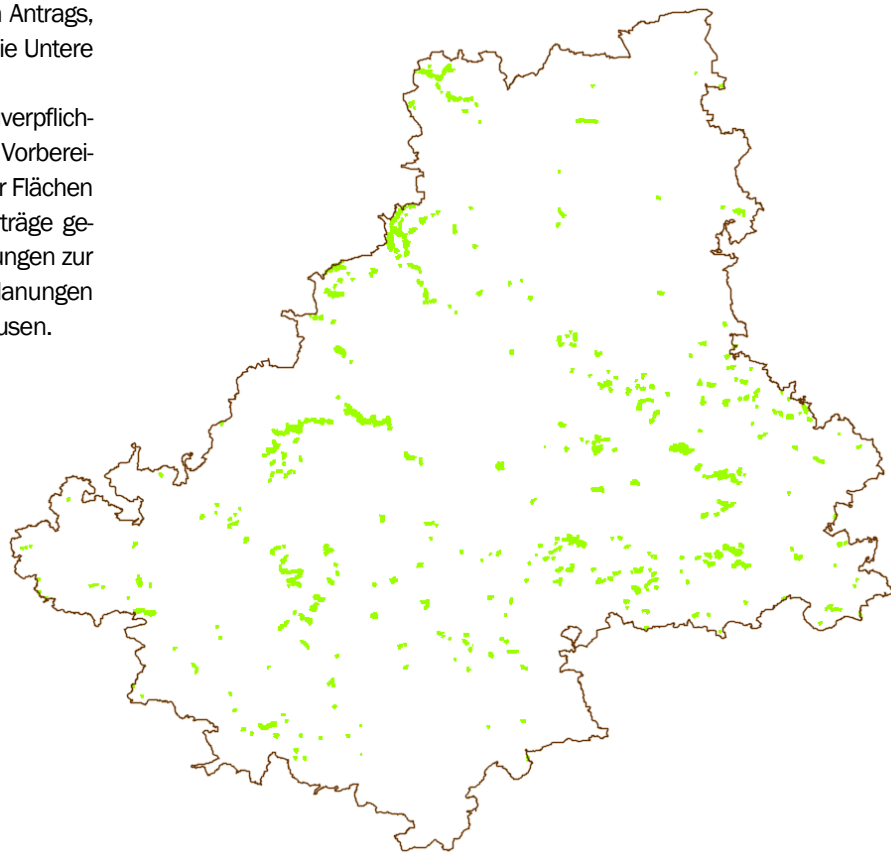 Antrags,
ie Untere
verpflich-
Vorberei-
r Flächen
träge ge-
ungen zur
lanungen
usen.